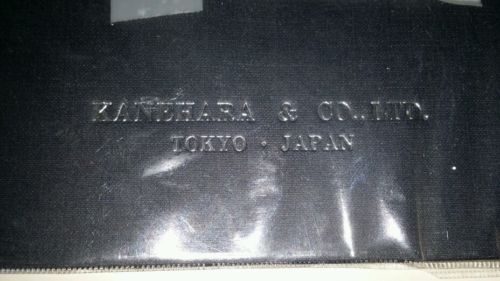 KANEHARA & CO., LTD.
TOKYO · JAPAN